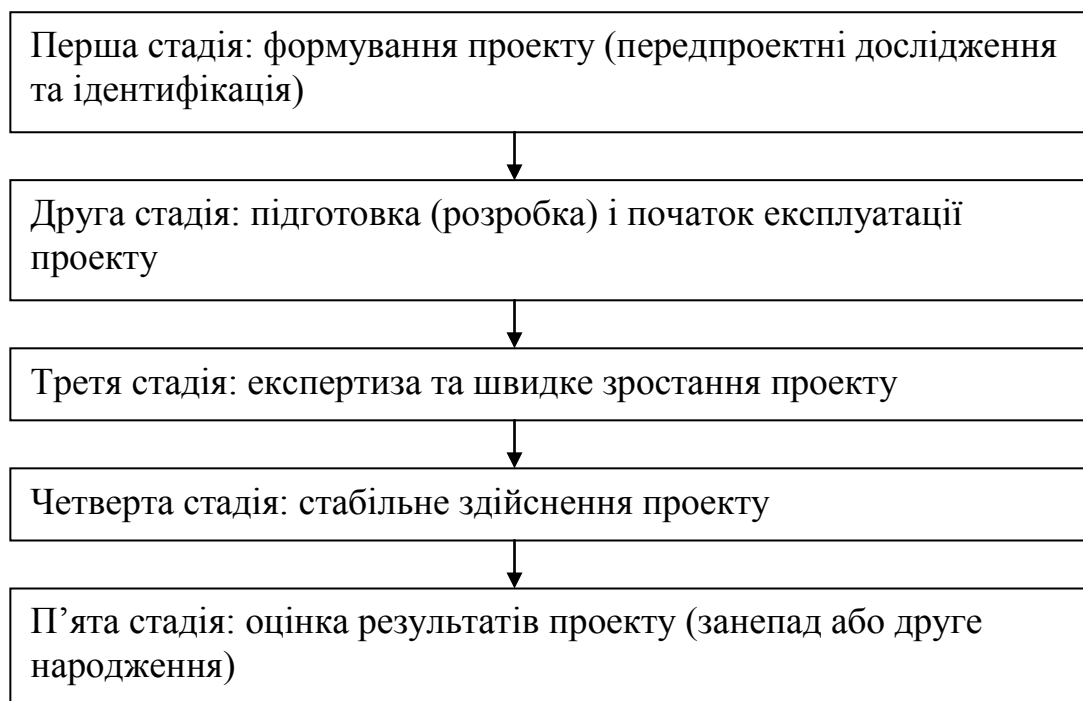 Перша стадія: формування проекту (передпроектні дослідження
та ідентифікація)
Друга стадія: підготовка (розробка) і початок експлуатації
проекту
Третя стадія: експертиза та швидке зростання проекту
Четверта стадія: стабільне здійснення проекту
П’ята стадія: оцінка результатів проекту (занепад або друге
народження)